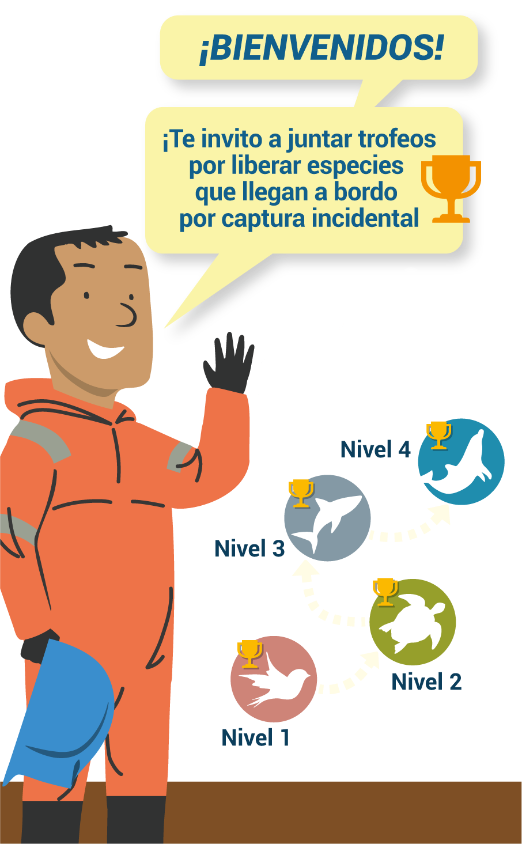 ¡BIENVENIDOS!
¡Te invito a juntar trofeos
por liberar especies
que llegan a bordo
por captura incidental
Nivel 4
Nivel 3
Nivel 2
Nivel 1